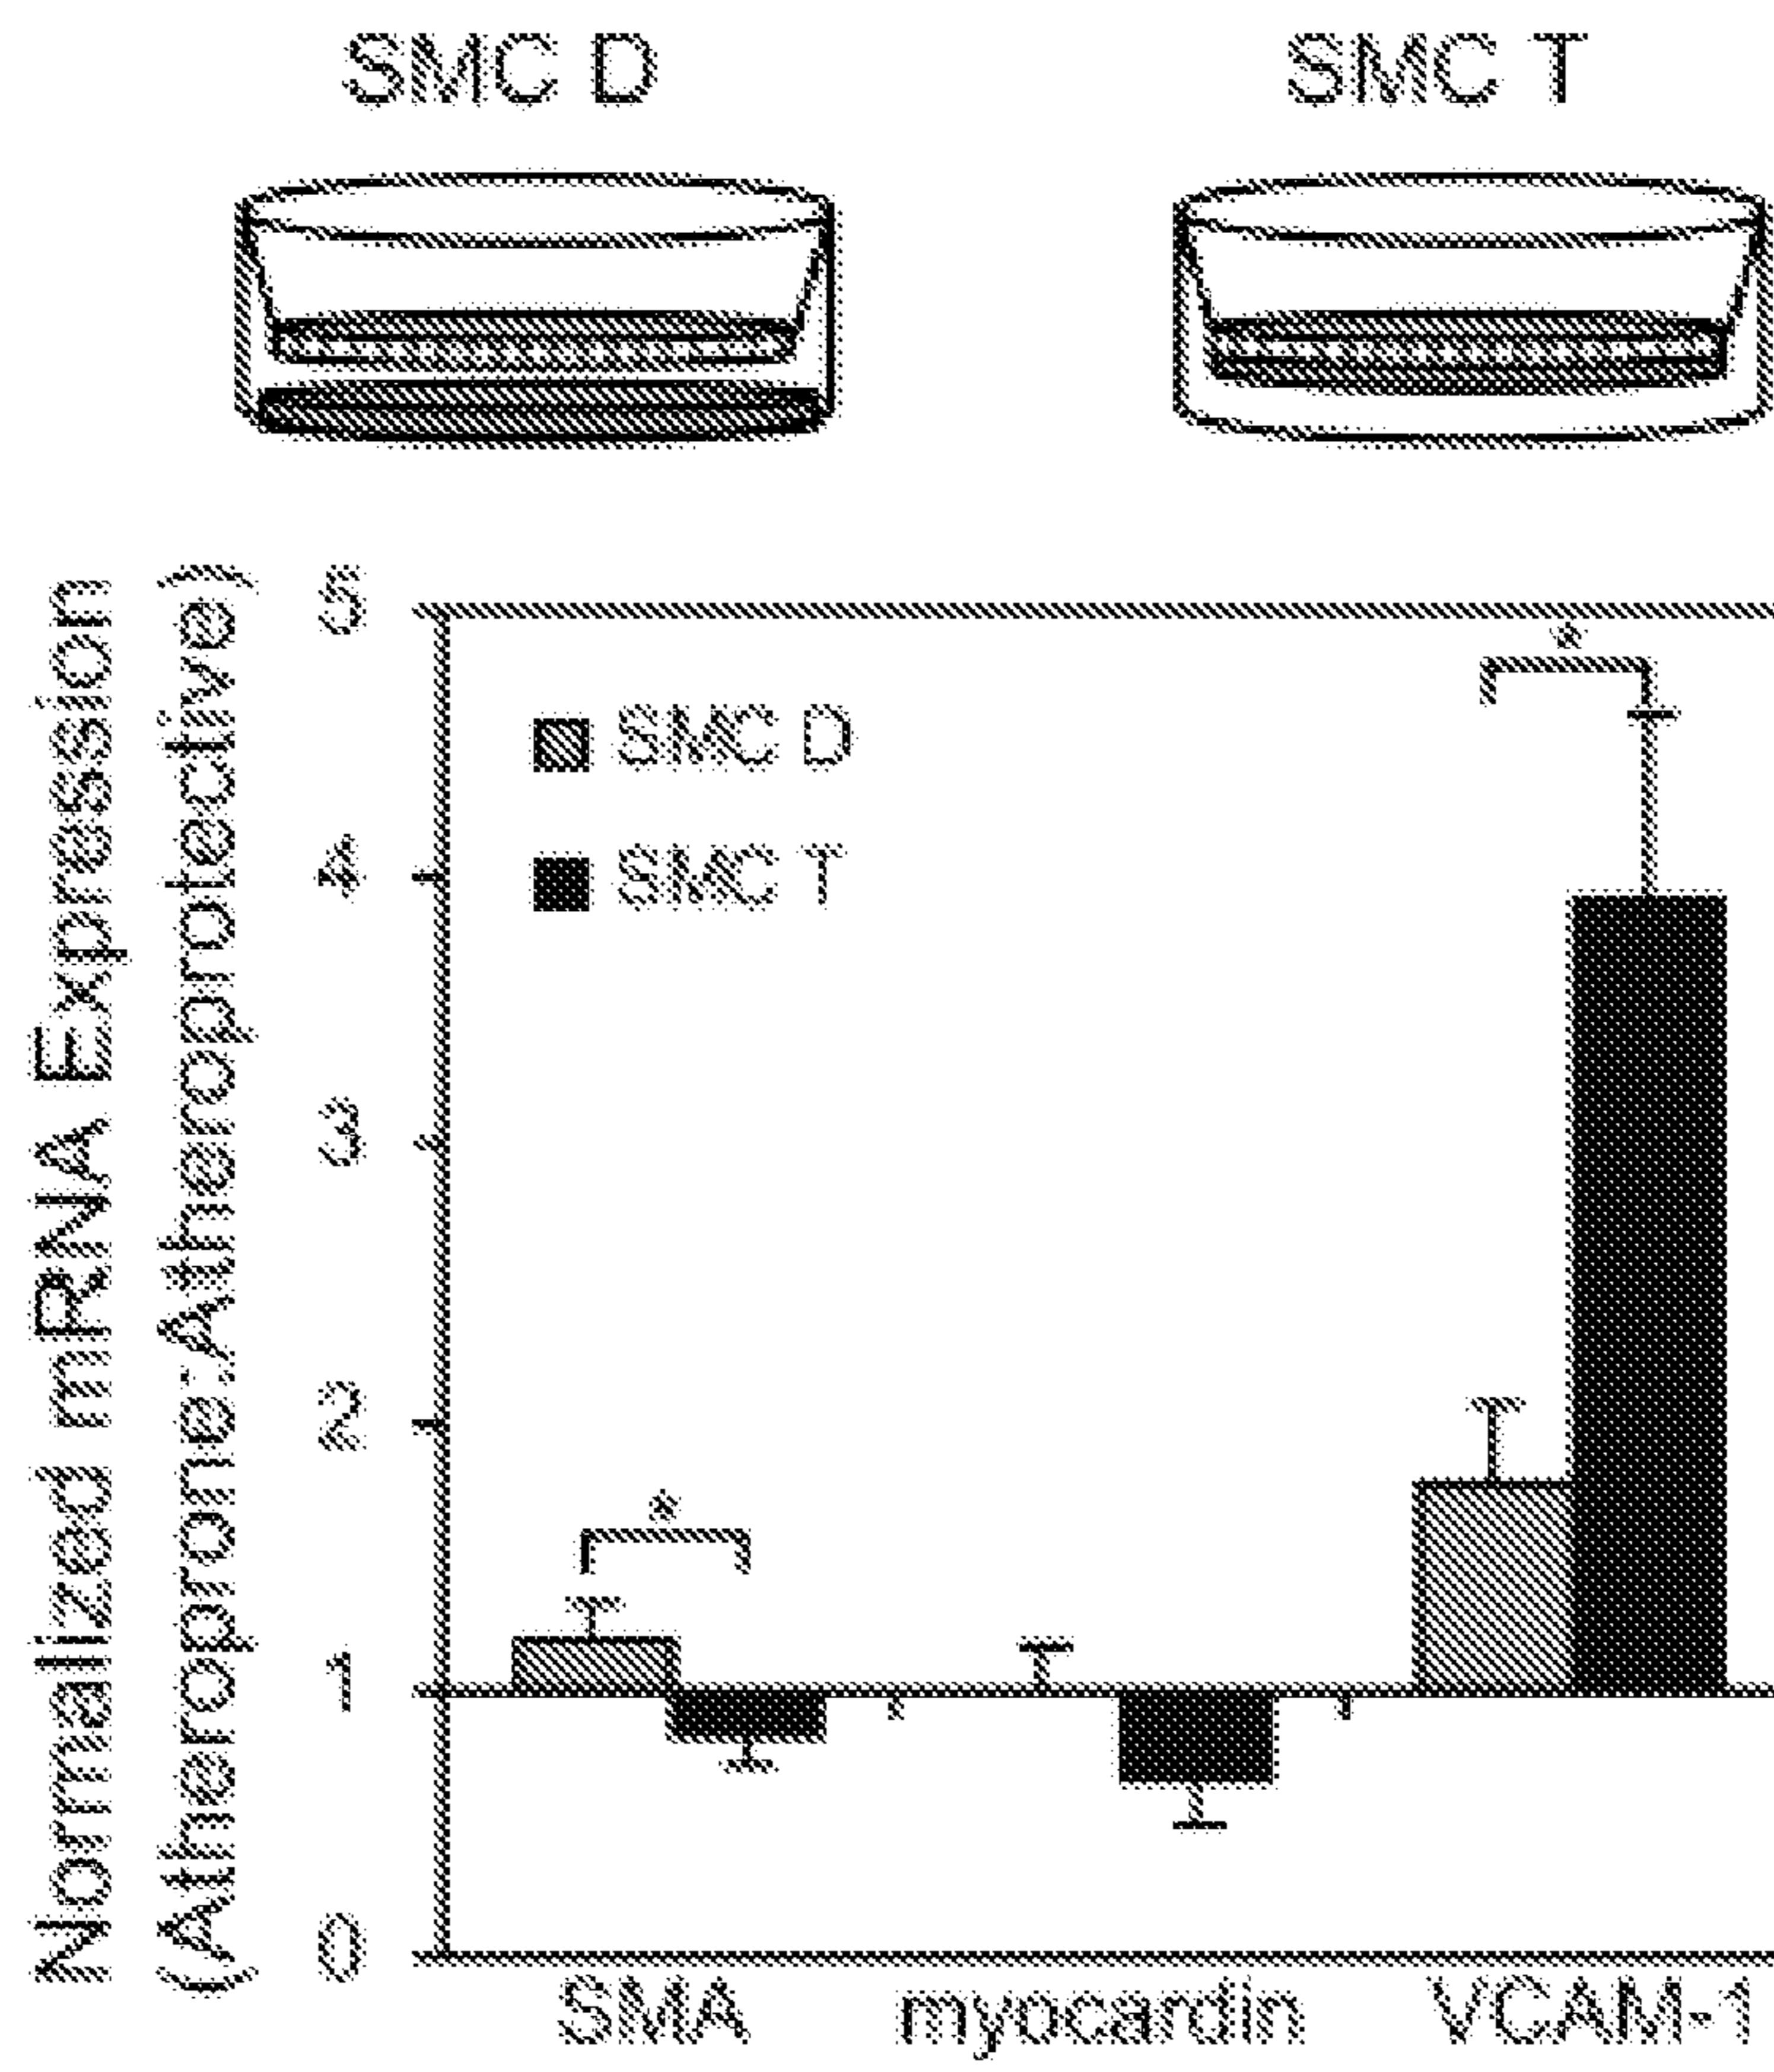 SMC D
SMC T
Normalized mRNA Expression
(Atheroprone:Atheroprotective)
5
4
3
2
1
0
*
*
SMC D
SMC T
SMA
myocardin
VCAM-1